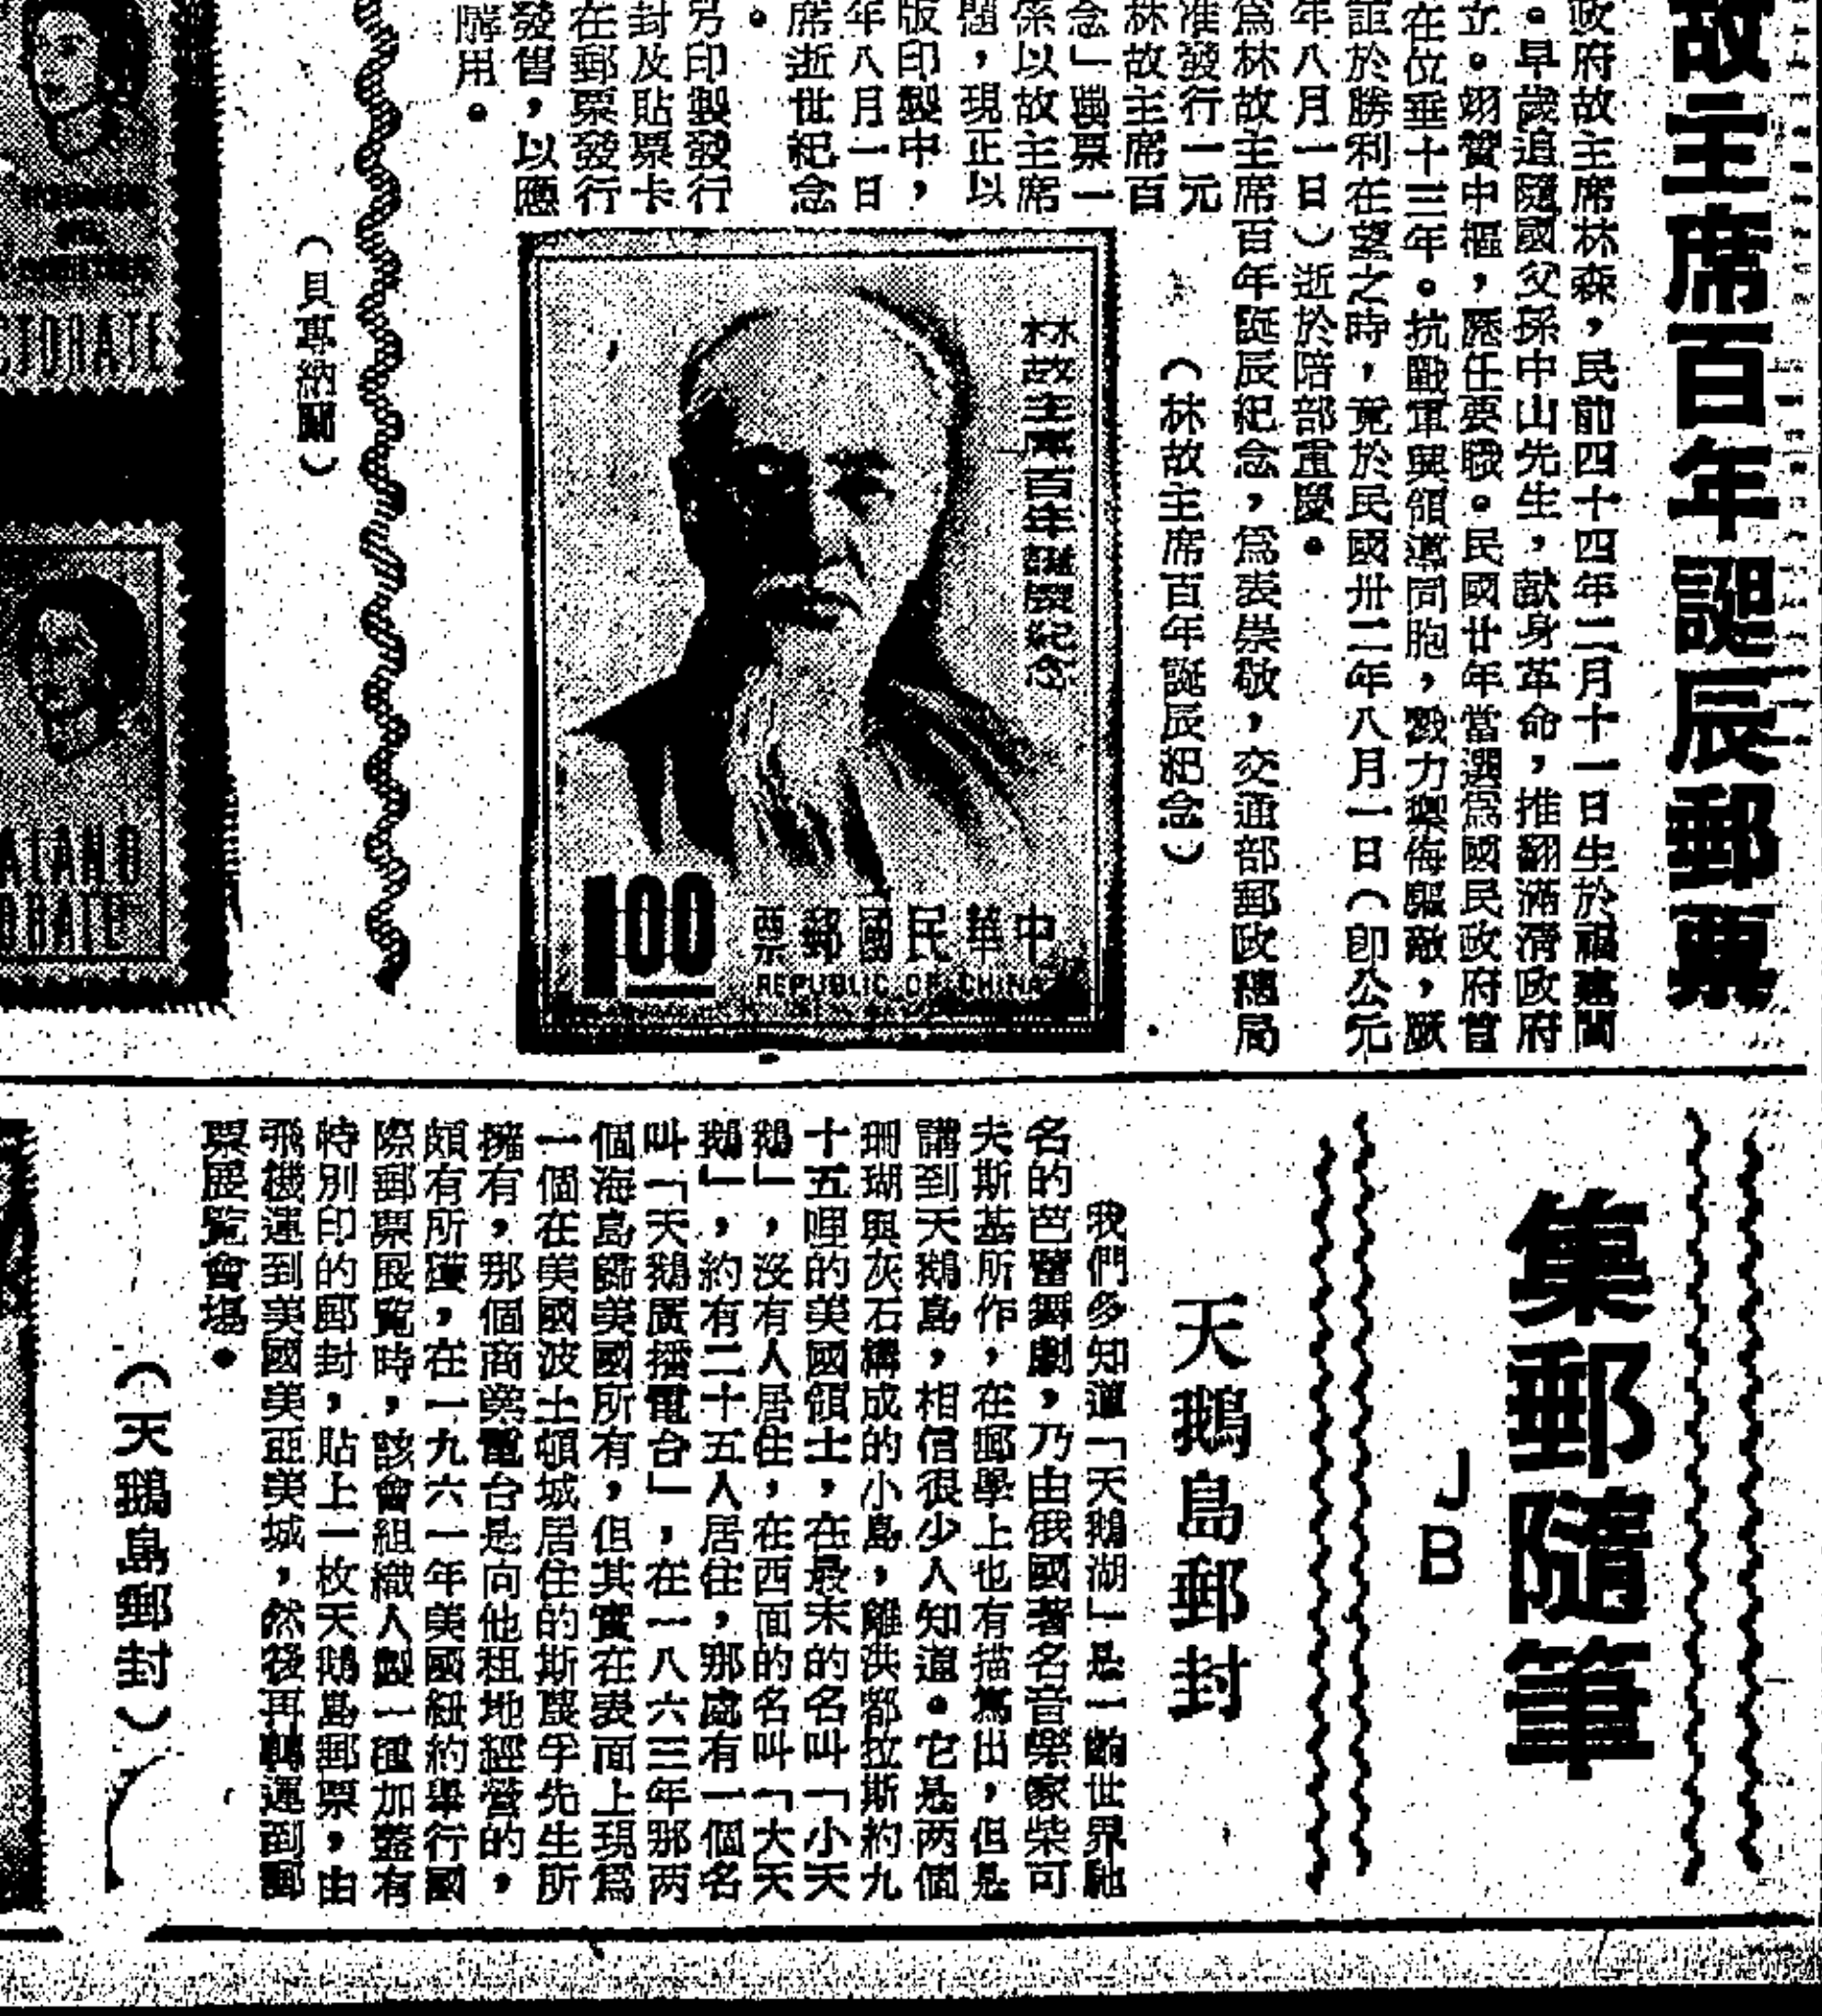 故主席百年誕辰郵票
政府故主席林森，民前四十四年二月十一日生於福建閩
。早歲追隨國父孫中山先生，獻身革命，推翻滿清政府
立。翊贊中樞，歷任要職。民國廿年當選爲國民政府首
在位垂十三年。抗戰軍興領導同胞，戮力禦侮驅敵，厥
誼於勝利在望之時，竟於民國卅二年八月一日（卽公元
年八月一日）逝於陪都重慶。
爲林故主席百年誕辰紀念，爲表崇敬，交通部郵政總局
准發行一元
林故主席百
念」郵票一
係以故主席
題，現正以
版印製中，
年八月一日
席逝世紀念
。
另印製發行
封及貼票卡
在郵票發行
發售，以應
購用。
（林故主席百年誕辰紀念）
林故主席百年誕辰紀念
1.00
中華民國郵票
REPUBLIC OF CHINA
（貝專納蘭）
集郵隨筆
JB
天鵝島郵封
我們多知道「天鵝湖」是一齣世界馳
名的芭蕾舞劇，乃由俄國著名音樂家柴可
夫斯基所作，在郵學上也有描寫出，但是
講到天鵝島，相信很少人知道。它是两個
珊瑚與灰石構成的小島，離洪都拉斯約九
十五哩的美國領土，在最末的名叫「小天
鵝」，沒有人居住，在西面的名叫「大天
鵝」，約有二十五人居住，那處有一個名
叫「天鵝廣播電台」，在一八六三年那两
個海島歸美國所有，但其實在表面上現爲
一個在美國波士頓城居住的斯農孚先生所
擁有，那個商業電台是向他租地經營的，
頗有所獲，在一九六一年美國紐約舉行國
際郵票展覽時，該會組織人製一種加蓋有
特別印的郵封，貼上一枚天鵝島郵票，由
飛機運到美國美亞美城，然後再轉運到郵
票展覽會塲。
（天鵝島郵封）